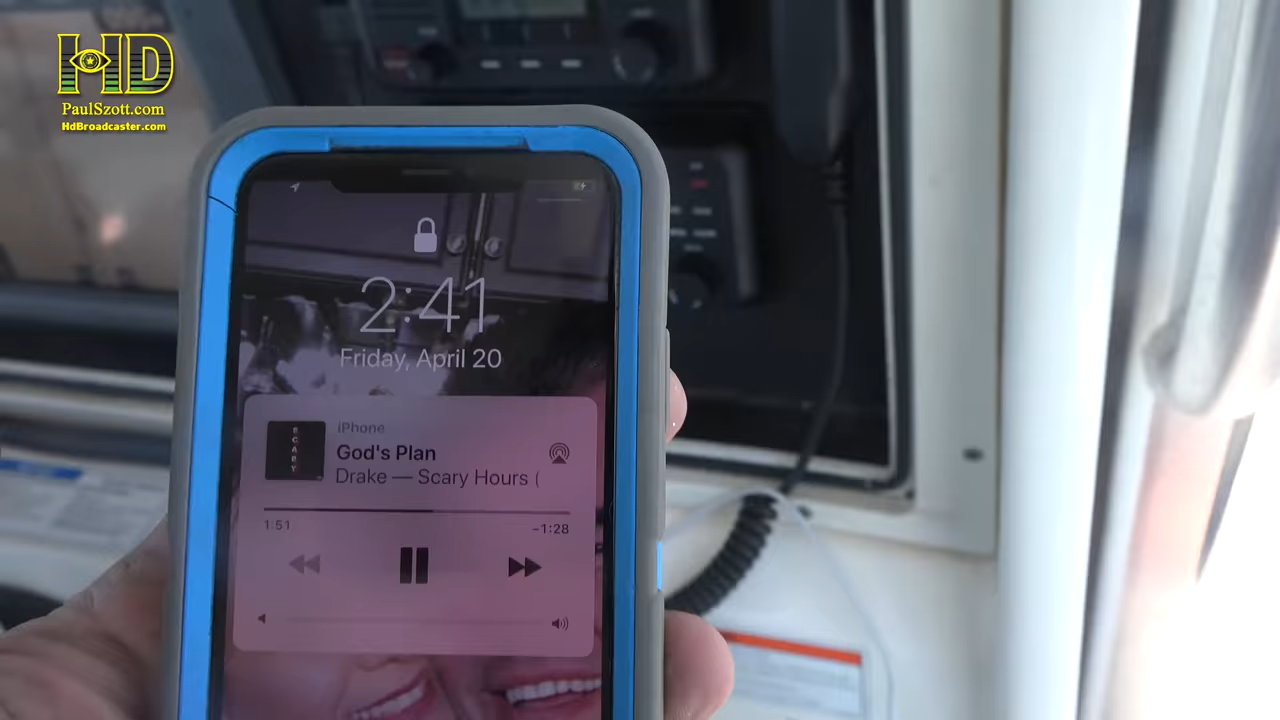 HD
PaulSzott.com
HdBroadcaster.com
2:41
Friday, April 20
SCARY
iPhone
God's Plan
Drake — Scary Hours (
1:51
-1:28